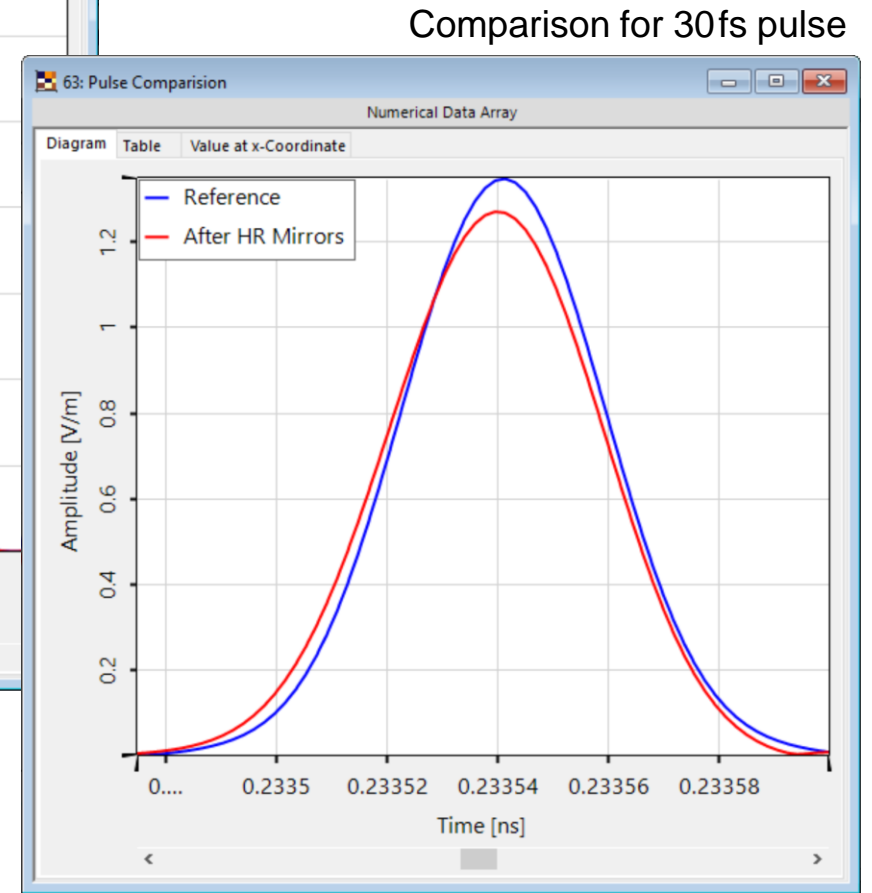 Comparison for 30fs pulse
63: Pulse Comparision
Numerical Data Array
Diagram Table Value at x-Coordinate
Reference
After HR Mirrors
Amplitude [V/m]
1.2
1
0.8
0.6
0.4
0.2
0.... 0.2335 0.23352 0.23354 0.23356 0.23358
Time [ns]